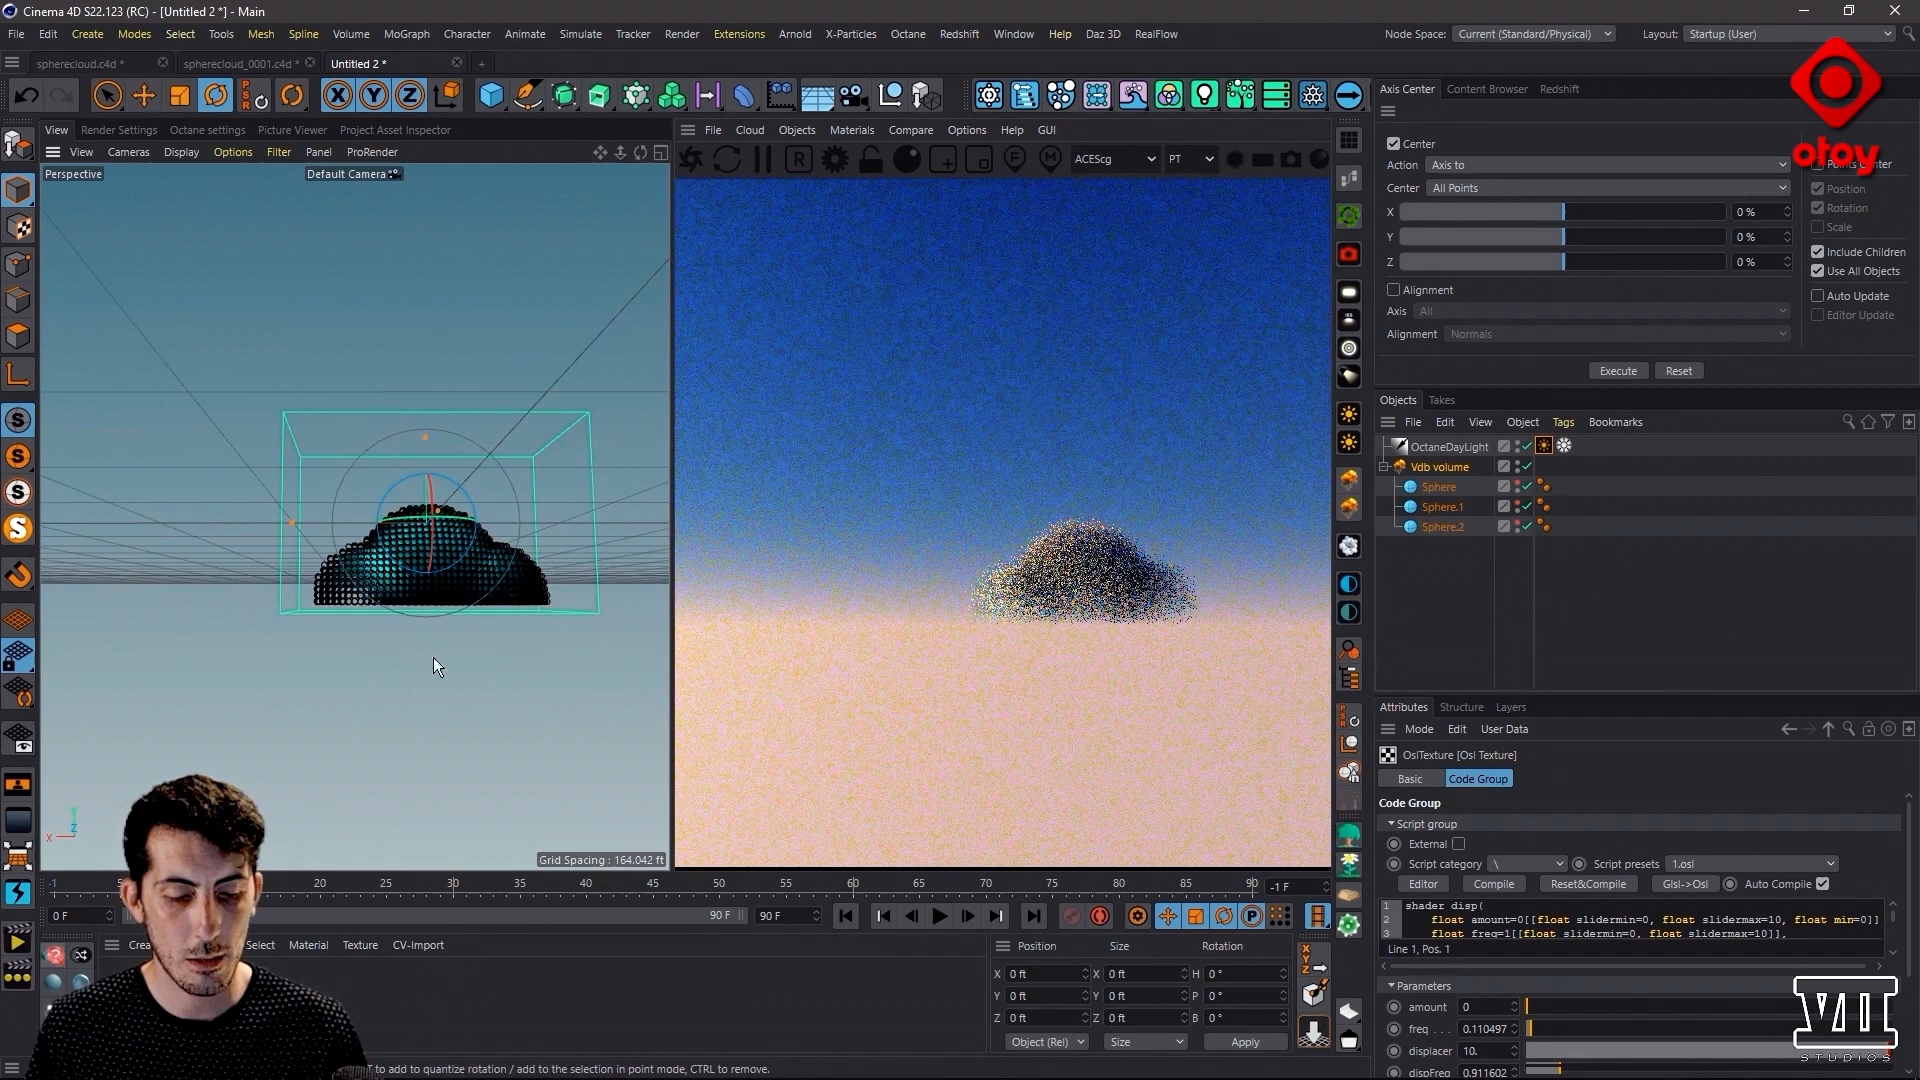 Cinema 4D S22.123 (RC) - [Untitled 2 *] - Main
File Edit Create Modes Select Tools Mesh Spline Volume MoGraph Character Animate Simulate Tracker Render Extensions Arnold X-Particles Octane Redshift Window Help Daz 3D RealFlow Node Space: Current (Standard/Physical) Layout: Startup (User)
spherecloud.c4d * spherecloud_0001.c4d * Untitled 2 *
PSR X Y Z
Axis Center Content Browser Redshift
otoy
View Render Settings Octane settings Picture Viewer Project Asset Inspector
File Cloud Objects Materials Compare Options Help GUI
View Cameras Display Options Filter Panel ProRender
R F M ACEScg PT
Perspective Default Camera
Center
Action Axis to
Center All Points
X 0 %
Y 0 %
Z 0 %
Position
Rotation
Scale
Include Children
Use All Objects
Auto Update
Editor Update
Alignment
Axis All
Alignment Normals
Execute Reset
Objects Takes
File Edit View Object Tags Bookmarks
OctaneDayLight
Vdb volume
Sphere
Sphere.1
Sphere.2
Attributes Structure Layers
Mode Edit User Data
OslTexture [Osl Texture]
Basic Code Group
Code Group
Script group
External
Script category \ Script presets 1.osl
Editor Compile Reset&Compile Glsl->Osl Auto Compile
1 shader disp(
2 float amount=0[[float slidermin=0, float slidermax=10, float min=0]]
3 float freq=1[[float slidermin=0, float slidermax=10]],
Line 1, Pos. 1
Parameters
amount 0
freq . . . 0.110497
displacer 10.
dispFreq 0.911602
Grid Spacing : 164.042 ft
-1 5 20 25 30 35 40 45 50 55 60 65 70 75 80 85 90 -1 F
0 F 90 F 90 F
Crea Select Material Texture CV-Import
Position Size Rotation
X 0 ft X 0 ft H 0 °
Y 0 ft Y 0 ft P 0 °
Z 0 ft Z 0 ft B 0 °
Object (Rel) Size Apply
T to add to quantize rotation / add to the selection in point mode, CTRL to remove.
VII
STUDIOS